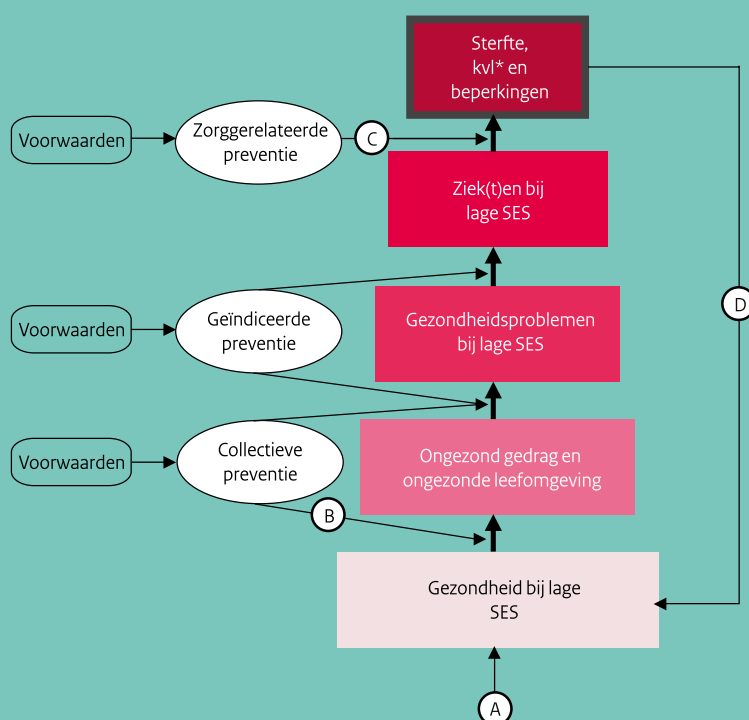 Sterfte,
kvl* en
beperkingen
Voorwaarden
Zorggerelateerde
preventie
C
Ziek(t)en bij
lage SES
D
Voorwaarden
Geïndiceerde
preventie
Gezondheidsproblemen
bij lage SES
Voorwaarden
Collectieve
preventie
Ongezond gedrag en
ongezonde leefomgeving
B
Gezondheid bij lage
SES
A